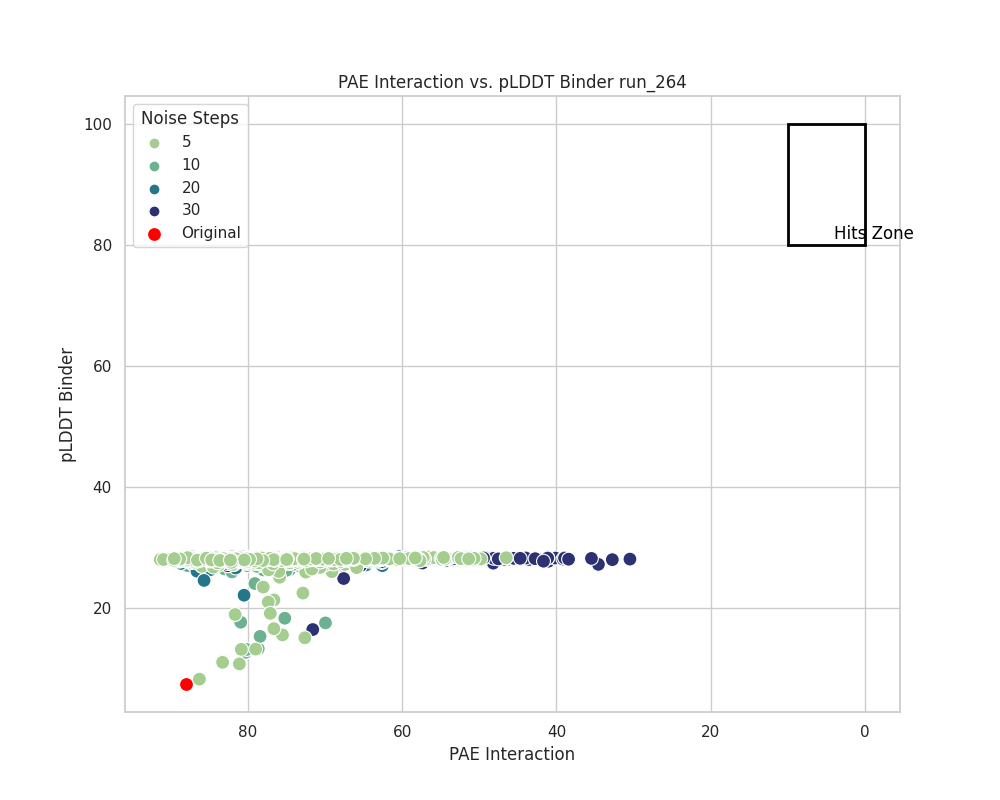 PAE Interaction vs. pLDDT Binder run_264
Noise Steps
5
10
20
30
Original
Hits Zone
pLDDT Binder
100
80
60
40
20
80 60 40 20 0
PAE Interaction